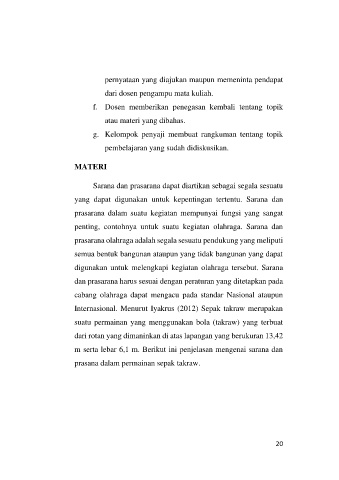 pernyataan yang diajukan maupun memeninta pendapat
dari dosen pengampu mata kuliah.
f. Dosen memberikan penegasan kembali tentang topik
atau materi yang dibahas.
g. Kelompok penyaji membuat rangkuman tentang topik
pembelajaran yang sudah didiskusikan.
MATERI
Sarana dan prasarana dapat diartikan sebagai segala sesuatu
yang dapat digunakan untuk kepentingan tertentu. Sarana dan
prasarana dalam suatu kegiatan mempunyai fungsi yang sangat
penting, contohnya untuk suatu kegiatan olahraga. Sarana dan
prasarana olahraga adalah segala sesuatu pendukung yang meliputi
semua bentuk bangunan ataupun yang tidak bangunan yang dapat
digunakan untuk melengkapi kegiatan olahraga tersebut. Sarana
dan prasarana harus sesuai dengan peraturan yang ditetapkan pada
cabang olahraga dapat mengacu pada standar Nasional ataupun
Internasional. Menurut Iyakrus (2012) Sepak takraw merupakan
suatu permainan yang menggunakan bola (takraw) yang terbuat
dari rotan yang dimaninkan di atas lapangan yang berukuran 13,42
m serta lebar 6,1 m. Berikut ini penjelasan mengenai sarana dan
prasana dalam permainan sepak takraw.
20